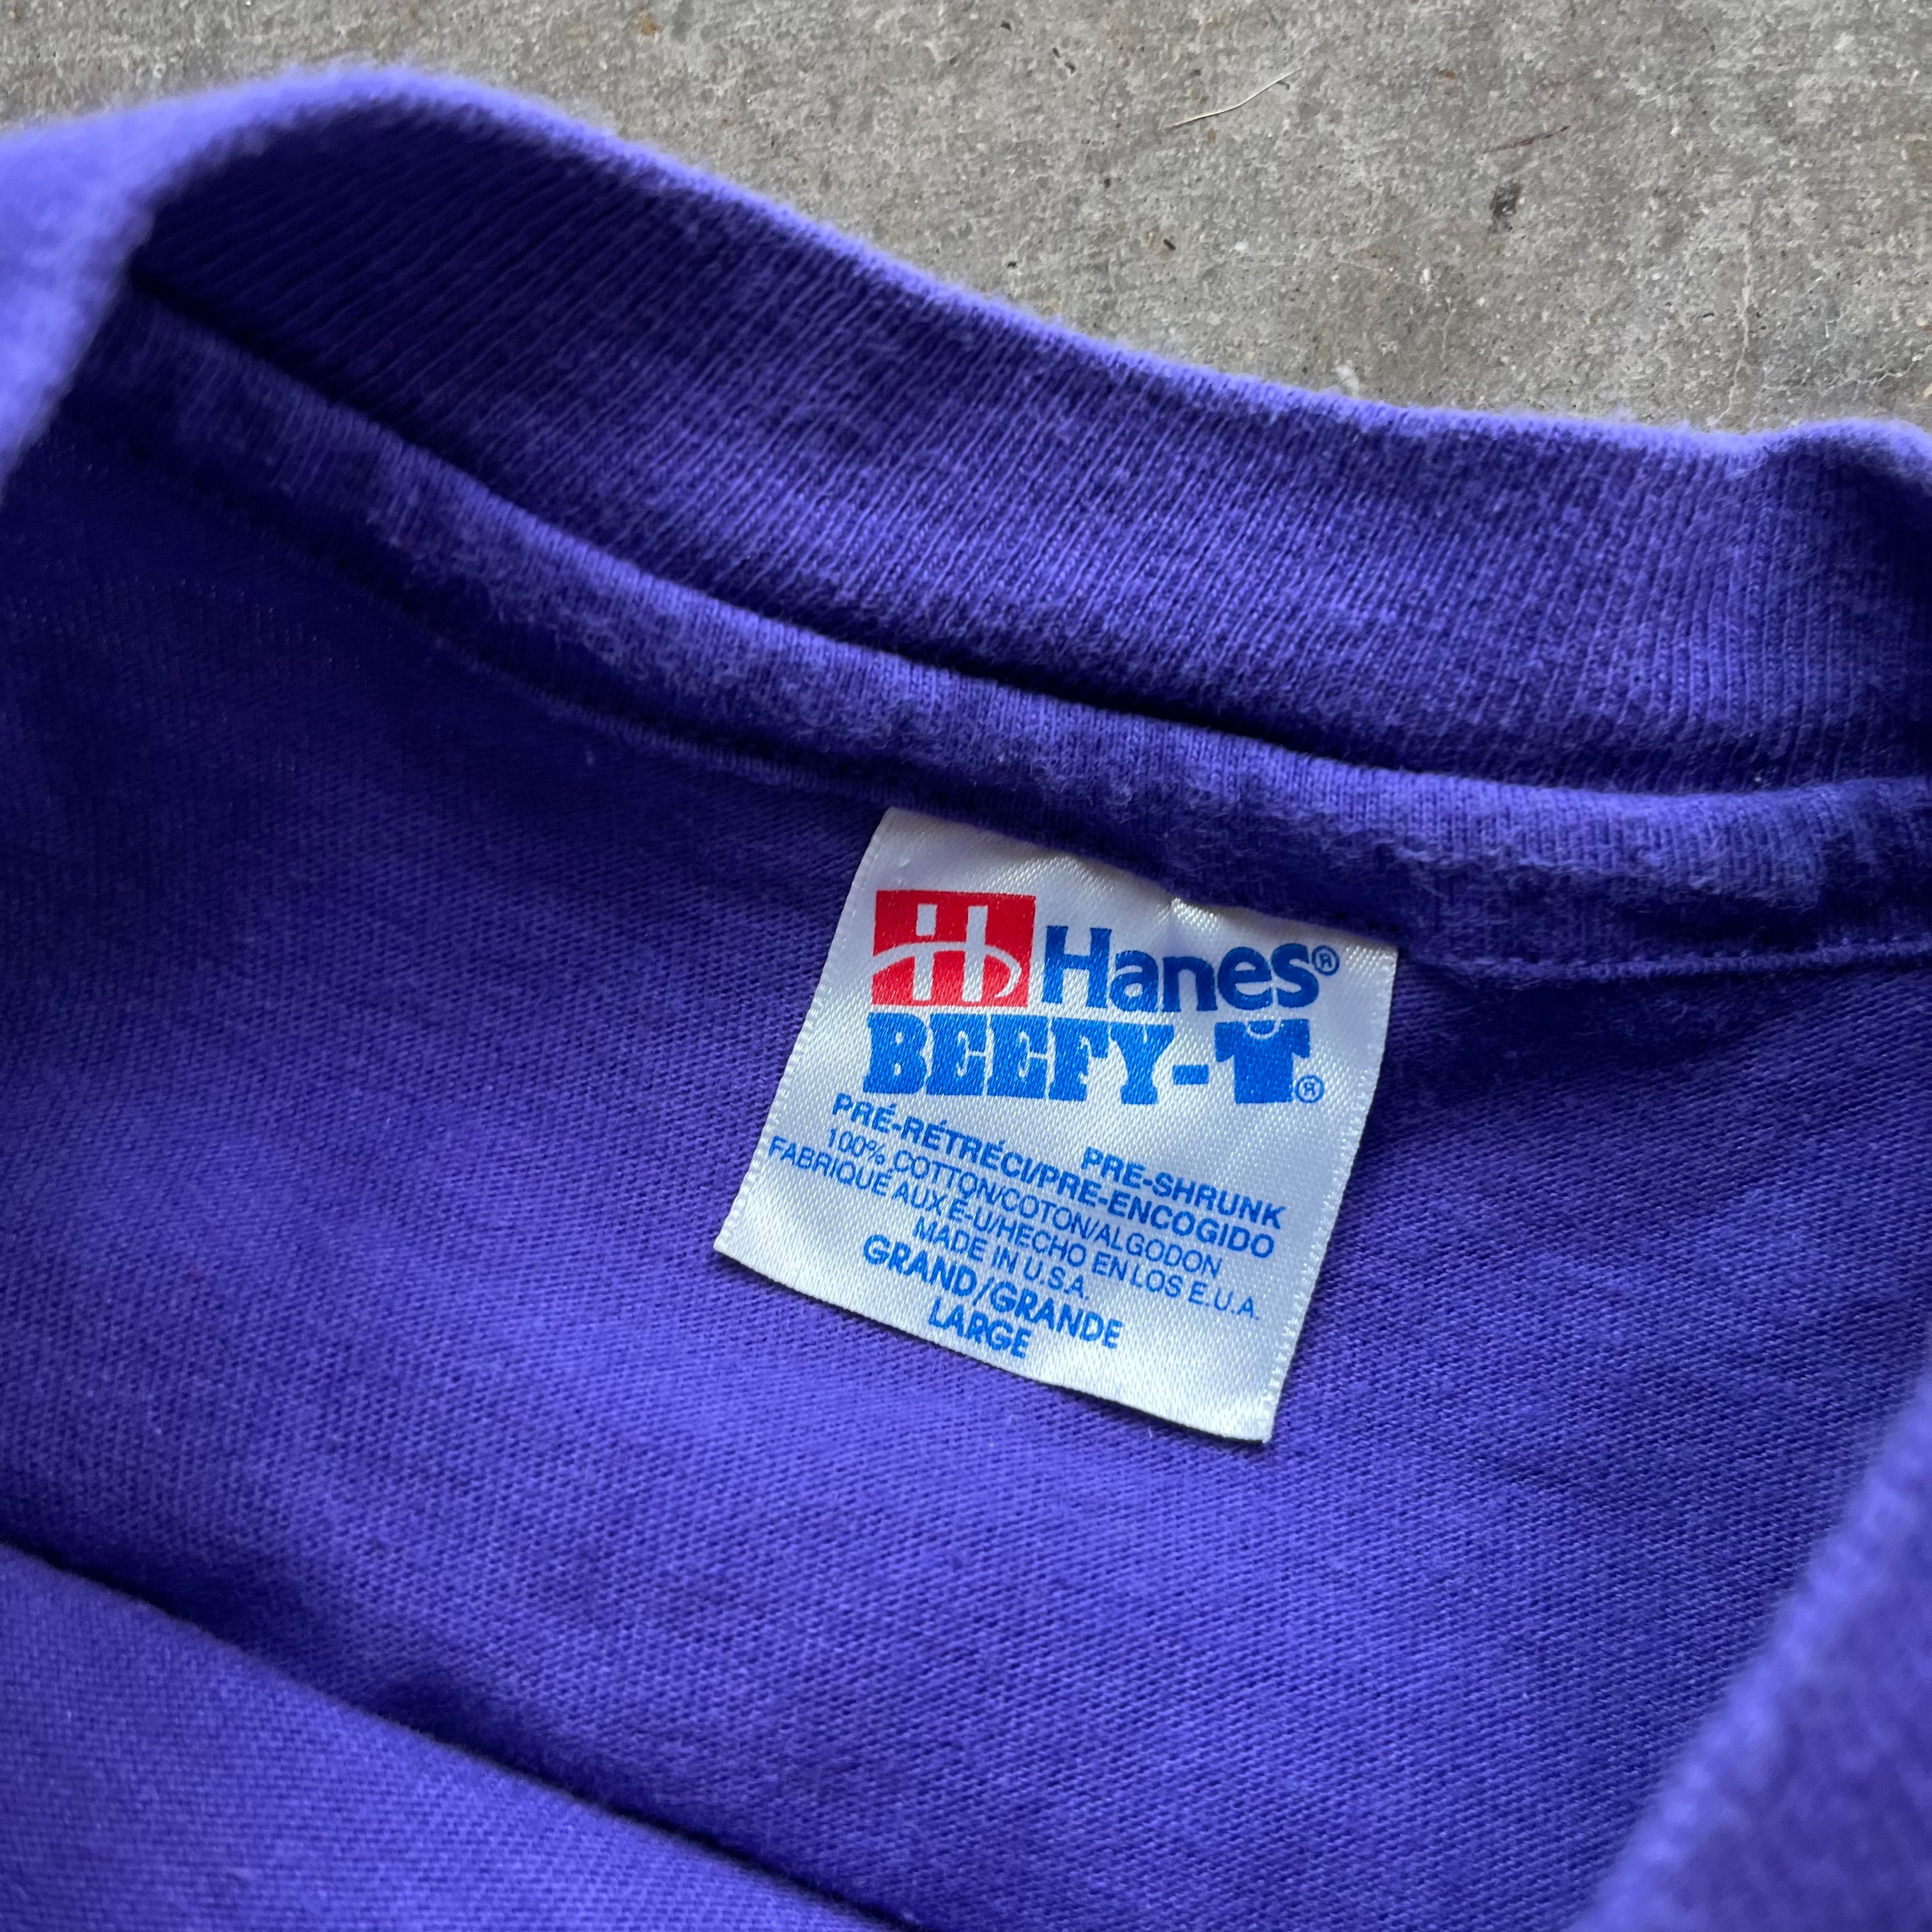 Hanes®
BEEFY-T®
PRE-SHRUNK
PRÉ-RÉTRÉCI/PRE-ENCOGIDO
100% COTTON/COTON/ALGODON
FABRIQUÉ AUX É-U/HECHO EN LOS E.U.A.
MADE IN U.S.A.
GRAND/GRANDE
LARGE